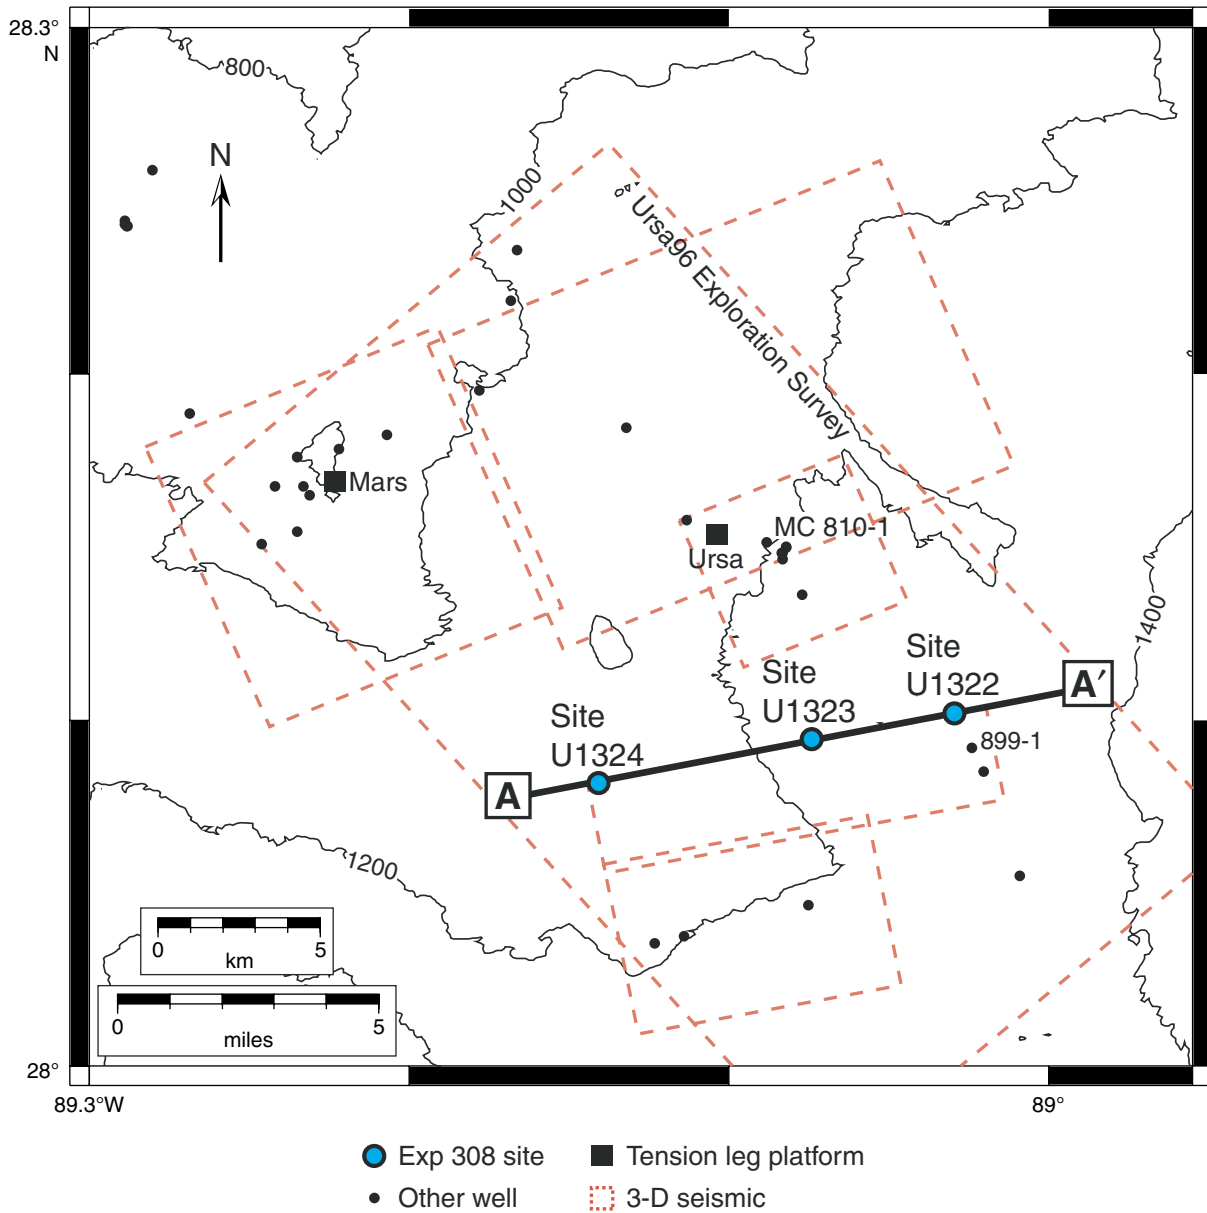 28.3°
N
800
N
1000
Ursa96 Exploration Survey
Mars
MC 810-1
Ursa
1400
Site
U1322
Site
U1323
A′
Site
U1324
899-1
A
1200
0 5
km
0 5
miles
28°
89.3°W 89°
Exp 308 site
Tension leg platform
Other well
3-D seismic